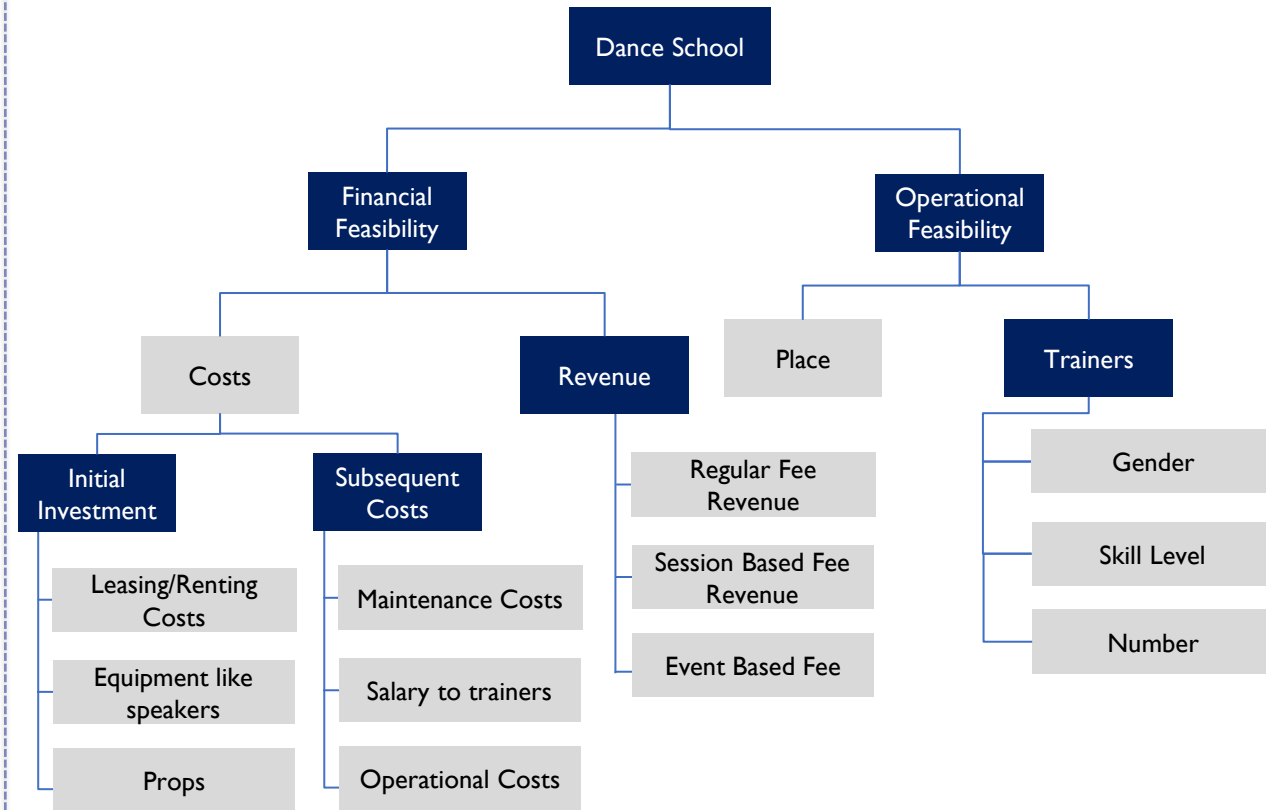 Dance School
Financial
Feasibility
Operational
Feasibility
Costs
Revenue
Place
Trainers
Initial
Investment
Subsequent
Costs
Leasing/Renting
Costs
Equipment like
speakers
Props
Maintenance Costs
Salary to trainers
Operational Costs
Regular Fee
Revenue
Session Based Fee
Revenue
Event Based Fee
Gender
Skill Level
Number